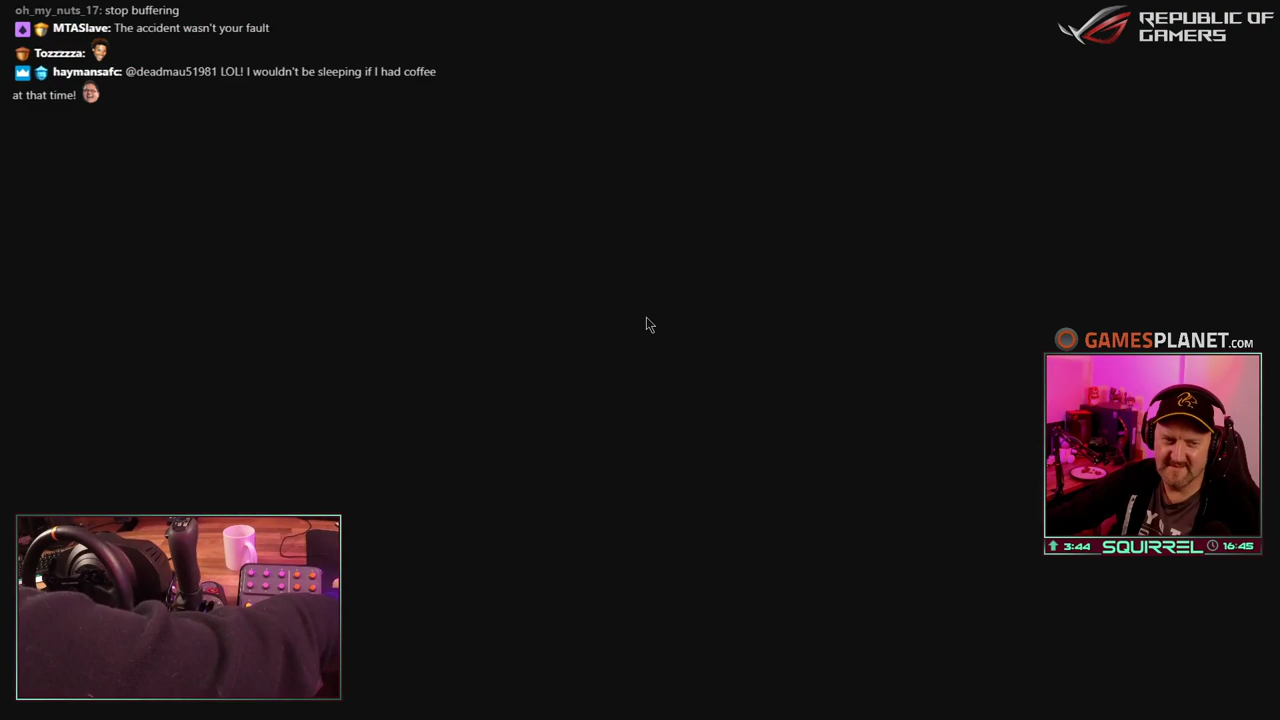 oh_my_nuts_17: stop buffering
MTASlave: The accident wasn't your fault
Tozzzzza:
haymansafc: @deadmau51981 LOL! I wouldn't be sleeping if I had coffee
at that time!
REPUBLIC OF
GAMERS
GAMESPLANET.COM
3:44 SQUIRREL 16:45